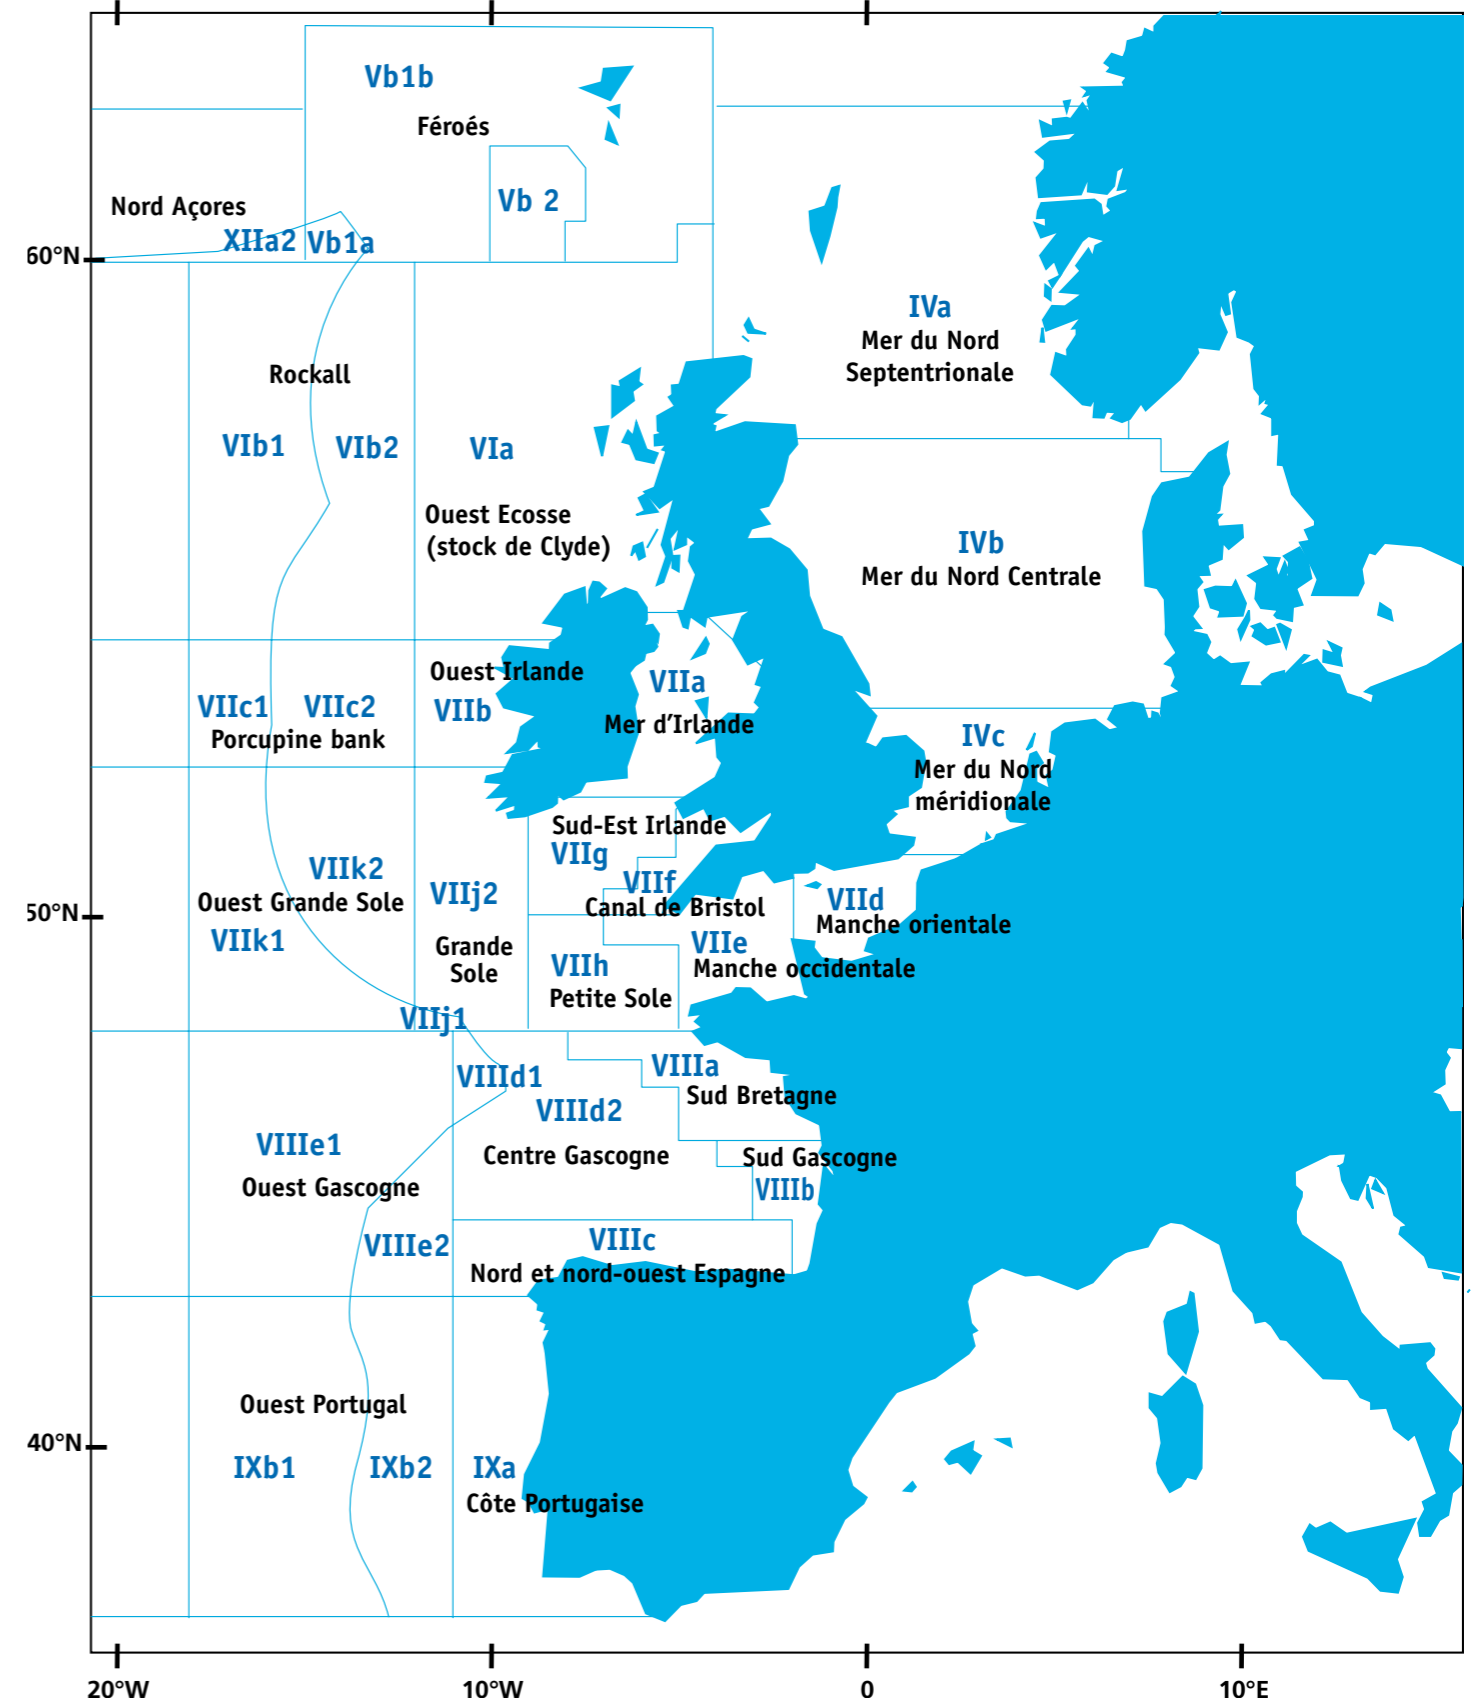 Vb1b
Féroés
Vb 2
Nord Açores
XIIa2
Vb1a
60°N
IVa
Mer du Nord
Septentrionale
Rockall
VIb1
VIb2
VIa
Ouest Ecosse
(stock de Clyde)
IVb
Mer du Nord Centrale
Ouest Irlande
VIIa
VIIc1
VIIc2
VIIb
Porcupine bank
Mer d’Irlande
IVc
Mer du Nord
méridionale
Sud-Est Irlande
VIIg
VIIk2
VIIf
VIIj2
Ouest Grande Sole
Canal de Bristol
VIId
50°N
Manche orientale
VIIk1
Grande
Sole
VIIe
VIIh
Manche occidentale
Petite Sole
VIIj1
VIIIa
VIIId1
Sud Bretagne
VIIId2
VIIIe1
Centre Gascogne
Sud Gascogne
Ouest Gascogne
VIIIb
VIIIe2
VIIIc
Nord et nord-ouest Espagne
Ouest Portugal
40°N
IXb1
IXb2
IXa
Côte Portugaise
20°W
10°W
0
10°E